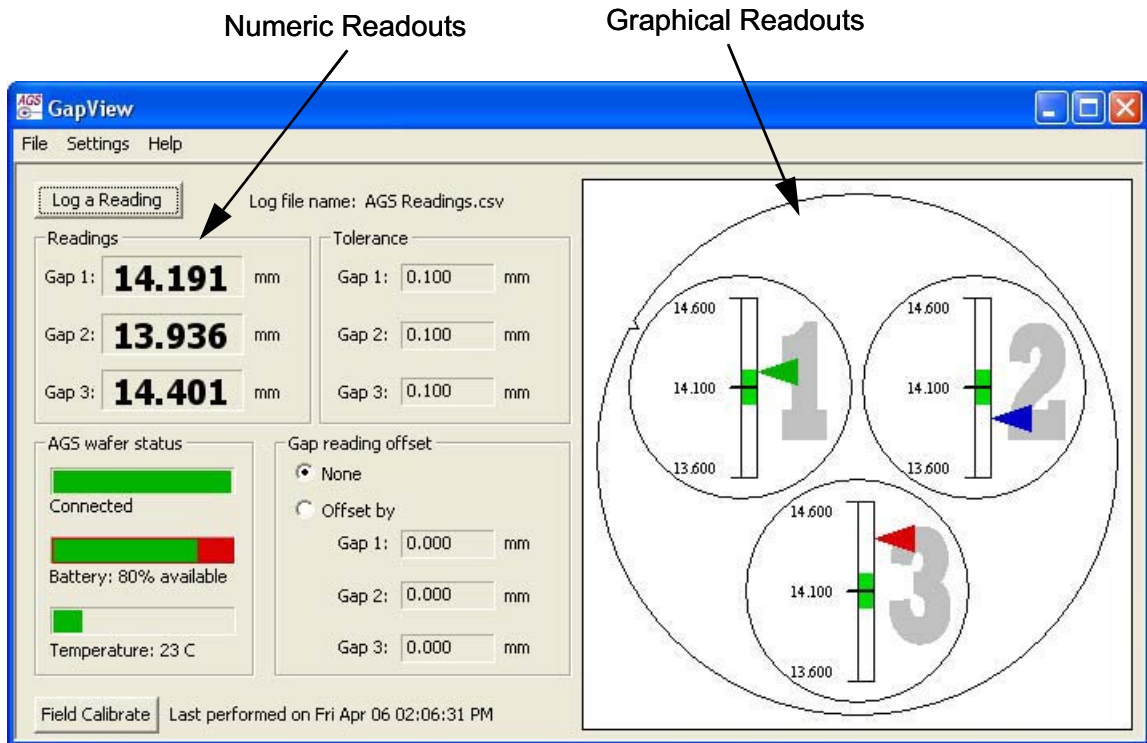 Numeric Readouts
Graphical Readouts
AGS
GapView
File Settings Help
Log a Reading
Log file name: AGS Readings.csv
Readings
Gap 1: 14.191 mm
Gap 2: 13.936 mm
Gap 3: 14.401 mm
Tolerance
Gap 1: 0.100 mm
Gap 2: 0.100 mm
Gap 3: 0.100 mm
AGS wafer status
Connected
Battery: 80% available
Temperature: 23 C
Gap reading offset
None
Offset by
Gap 1: 0.000 mm
Gap 2: 0.000 mm
Gap 3: 0.000 mm
Field Calibrate
Last performed on Fri Apr 06 02:06:31 PM
14.600
14.100
13.600
1
14.600
14.100
13.600
2
14.600
14.100
13.600
3